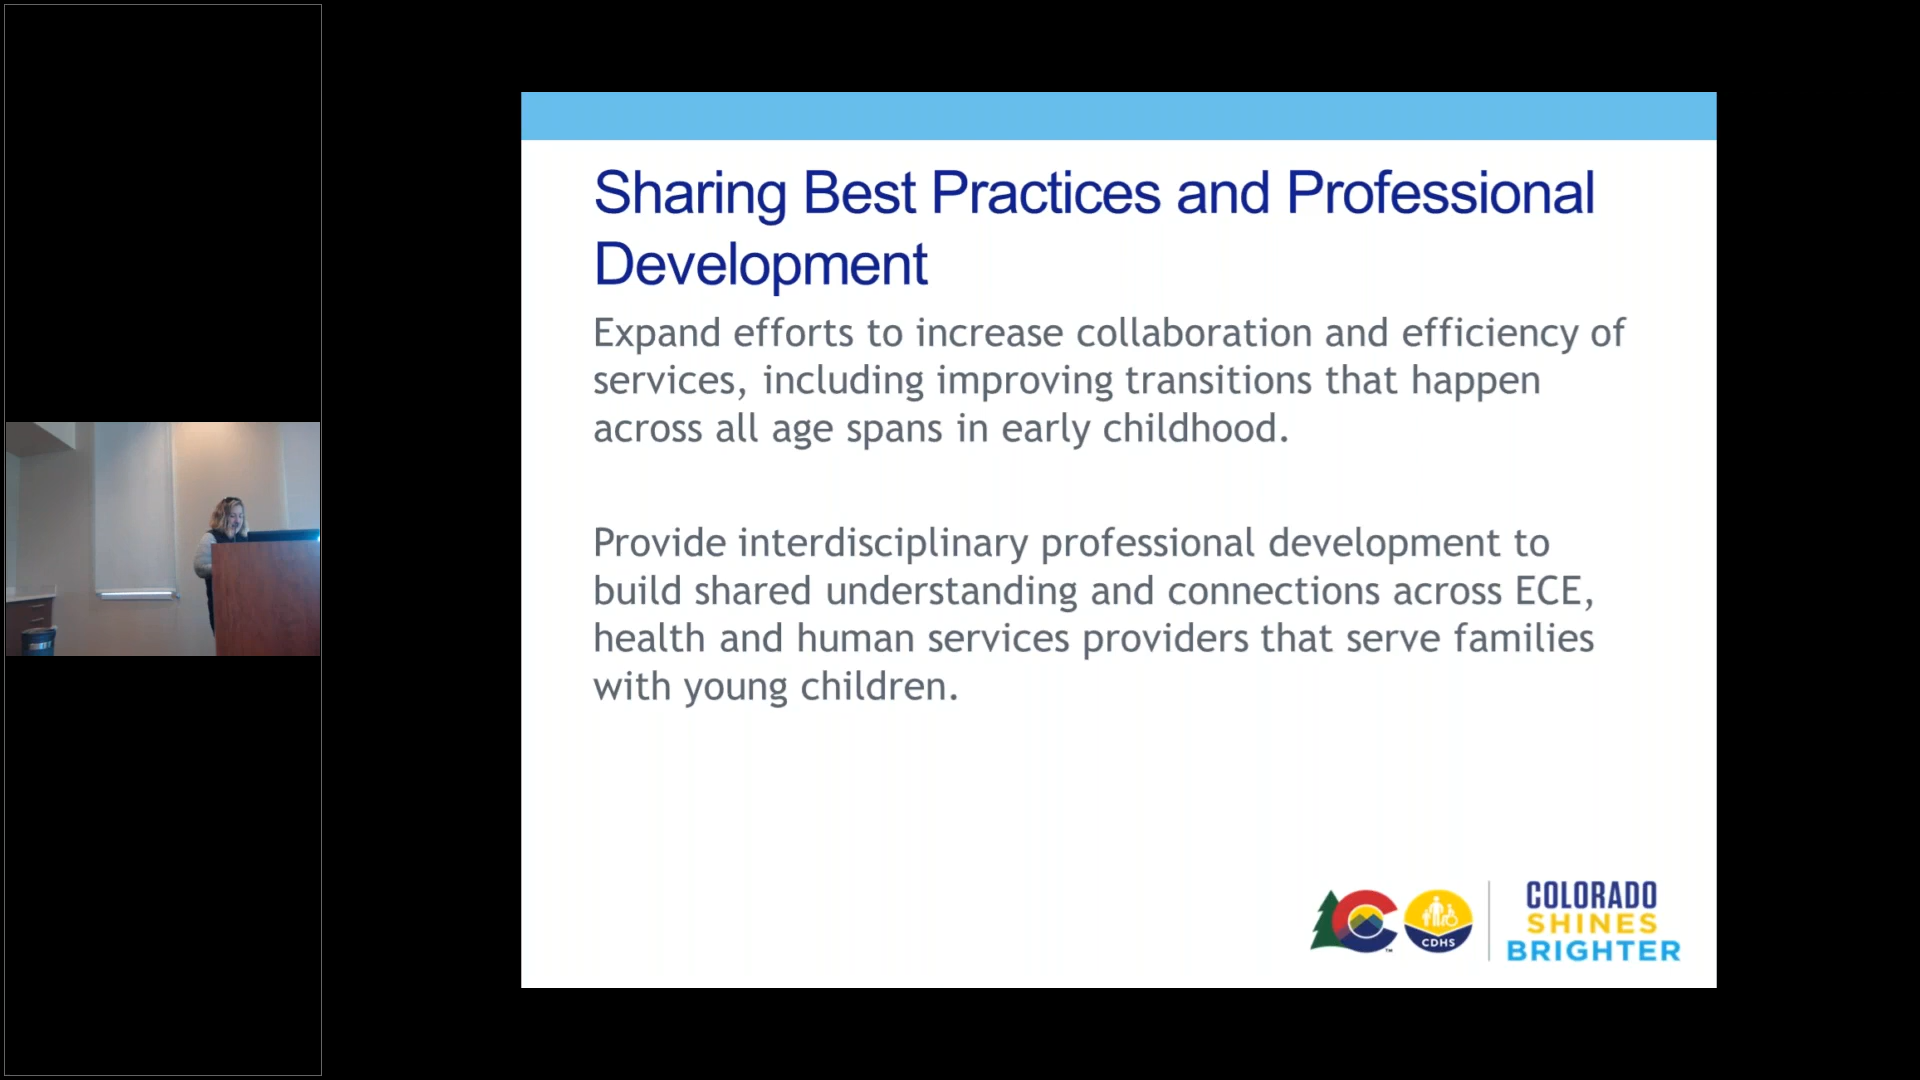 Sharing Best Practices and Professional
Development
Expand efforts to increase collaboration and efficiency of
services, including improving transitions that happen
across all age spans in early childhood.
Provide interdisciplinary professional development to
build shared understanding and connections across ECE,
health and human services providers that serve families
with young children.
CDHS
COLORADO
SHINES
BRIGHTER